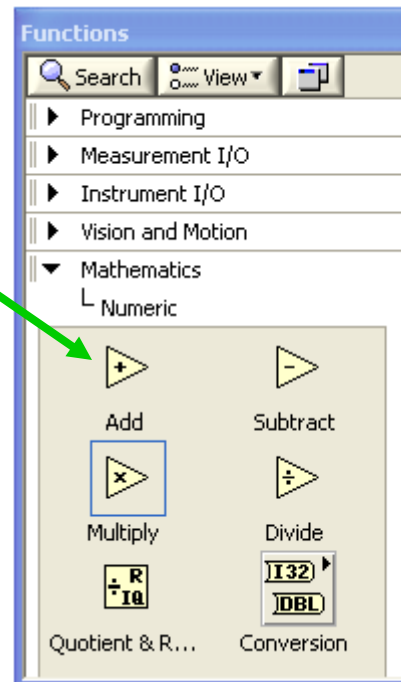 Functions
Search View
Programming
Measurement I/O
Instrument I/O
Vision and Motion
Mathematics
Numeric
+ -
Add Subtract
x ÷
Multiply Divide
÷ R IQ I32 DBL
Quotient & R... Conversion